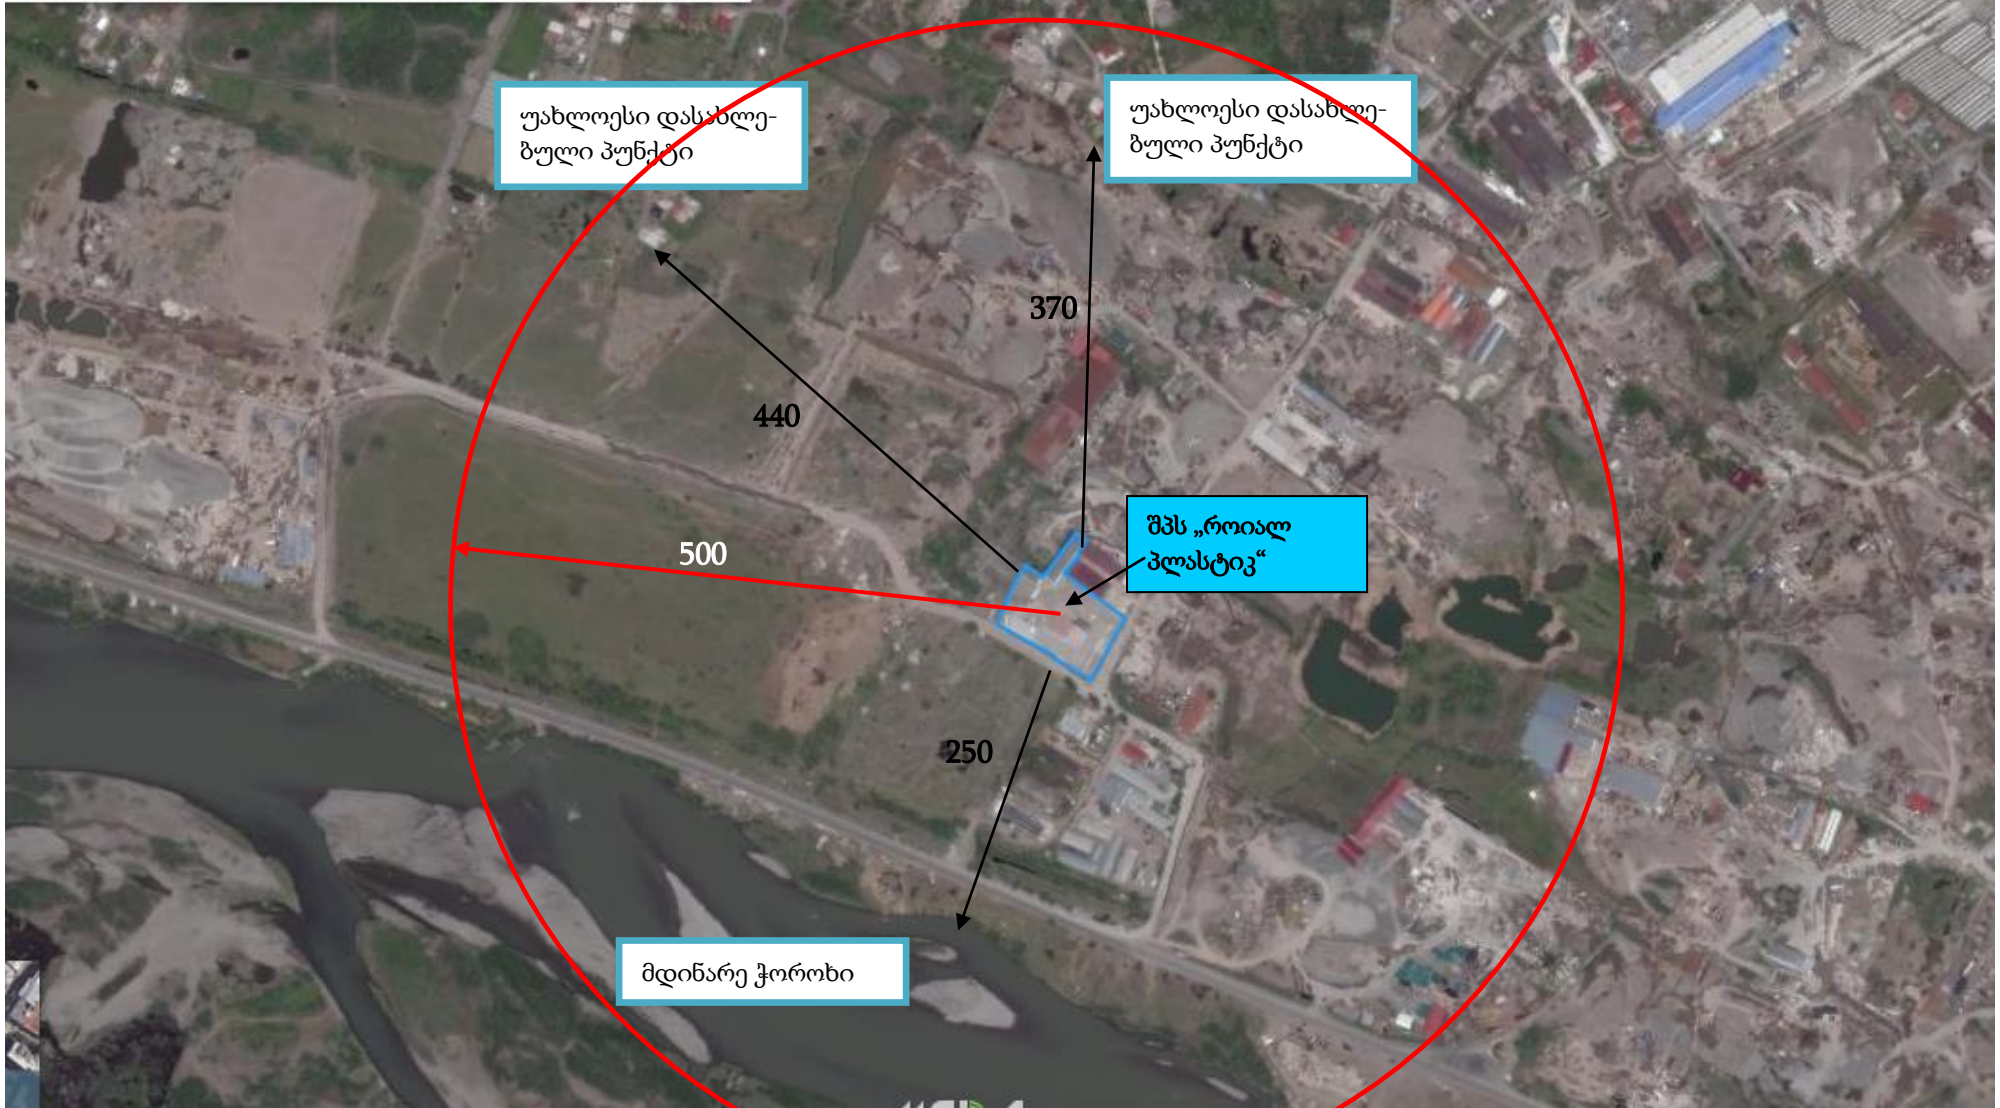 უახლოესი დასახლე-
ბული პუნქტი
უახლოესი დასახლე-
ბული პუნქტი
370
440
500
შპს „როიალ
პლასტიკ“
250
მდინარე ჭოროხი